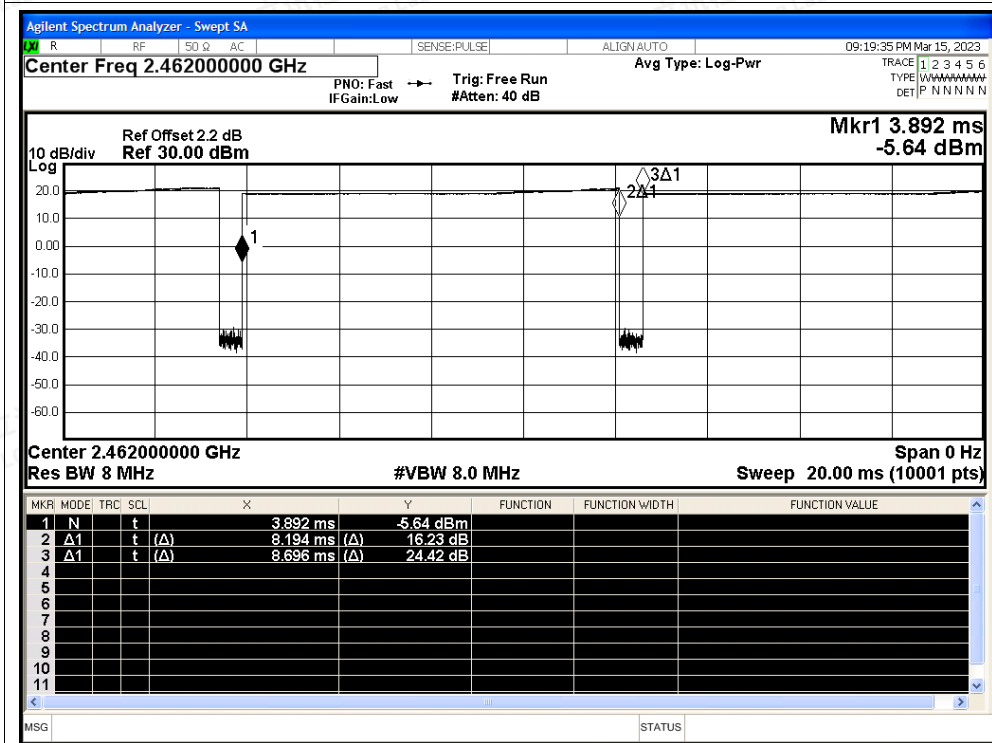 Agilent Spectrum Analyzer - Swept SA
LXI R RF 50 Ω AC SENSE:PULSE ALIGN AUTO 09:19:35 PM Mar 15, 2023
Center Freq 2.462000000 GHz
PNO: Fast
IFGain:Low
Trig: Free Run
#Atten: 40 dB
Avg Type: Log-Pwr
TRACE 1 2 3 4 5 6
TYPE
DET P N N N N N
Mkr1 3.892 ms
-5.64 dBm
Ref Offset 2.2 dB
10 dB/div Ref 30.00 dBm
Log
20.0
10.0
0.00
-10.0
-20.0
-30.0
-40.0
-50.0
-60.0
1
2Δ1
3Δ1
Center 2.462000000 GHz Span 0 Hz
Res BW 8 MHz #VBW 8.0 MHz Sweep 20.00 ms (10001 pts)
MKR MODE TRC SCL X Y FUNCTION FUNCTION WIDTH FUNCTION VALUE
1 N t 3.892 ms -5.64 dBm
2 Δ1 t (Δ) 8.194 ms (Δ) 16.23 dB
3 Δ1 t (Δ) 8.696 ms (Δ) 24.42 dB
4
5
6
7
8
9
10
11
MSG STATUS